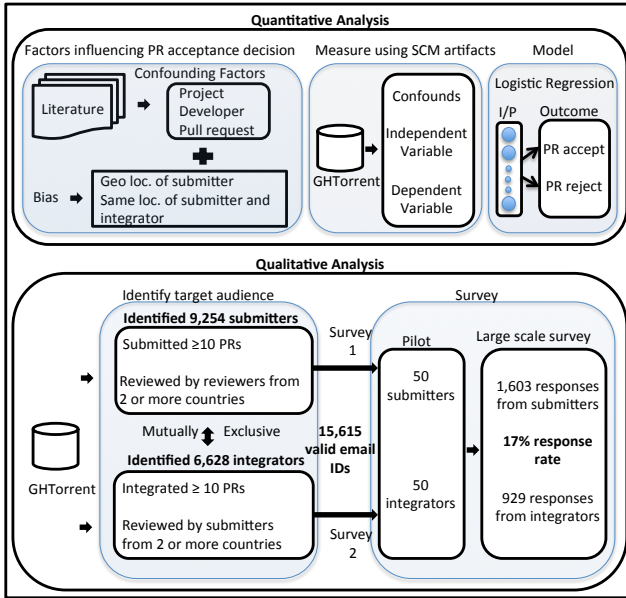 Quantitative Analysis
Factors influencing PR acceptance decision
Literature
Confounding Factors
Project
Developer
Pull request
Bias
Geo loc. of submitter
Same loc. of submitter and
integrator
Measure using SCM artifacts
GHTorrent
Confounds
Independent
Variable
Dependent
Variable
Model
Logistic Regression
I/P
Outcome
PR accept
PR reject
Qualitative Analysis
GHTorrent
Identify target audience
Identified 9,254 submitters
Submitted ≥10 PRs
Reviewed by reviewers from
2 or more countries
Mutually Exclusive
Identified 6,628 integrators
Integrated ≥ 10 PRs
Reviewed by submitters
from 2 or more countries
Survey
1
15,615
valid email
IDs
Survey
2
Survey
Pilot
50
submitters
50
integrators
Large scale survey
1,603 responses
from submitters
17% response
rate
929 responses
from integrators